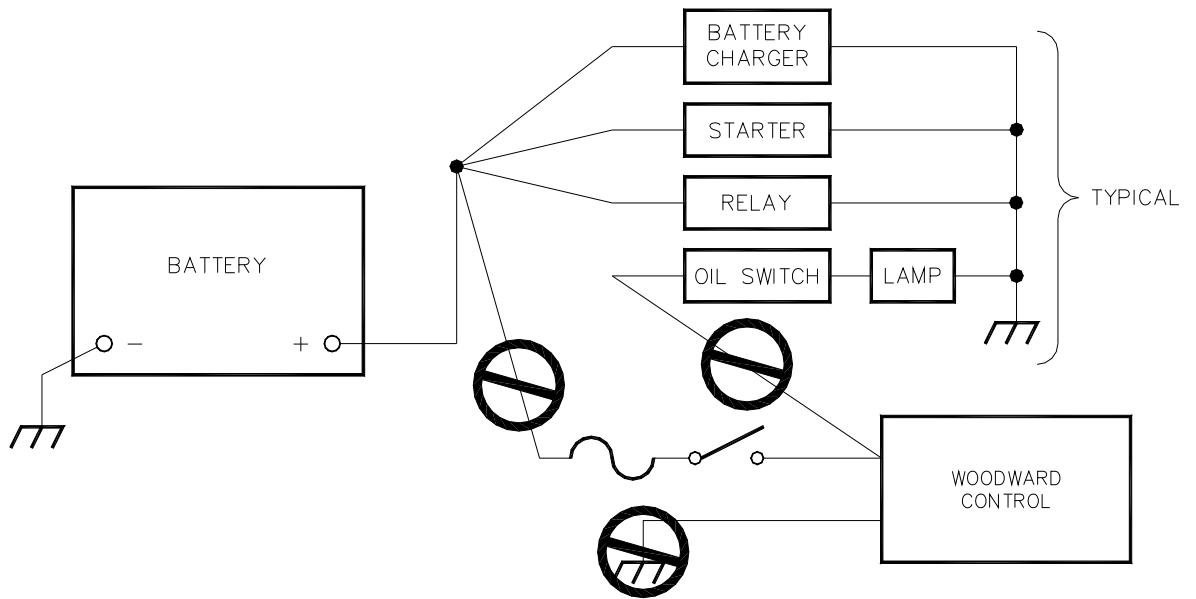 BATTERY
CHARGER
STARTER
RELAY
TYPICAL
BATTERY
OIL SWITCH
LAMP
− +
WOODWARD
CONTROL